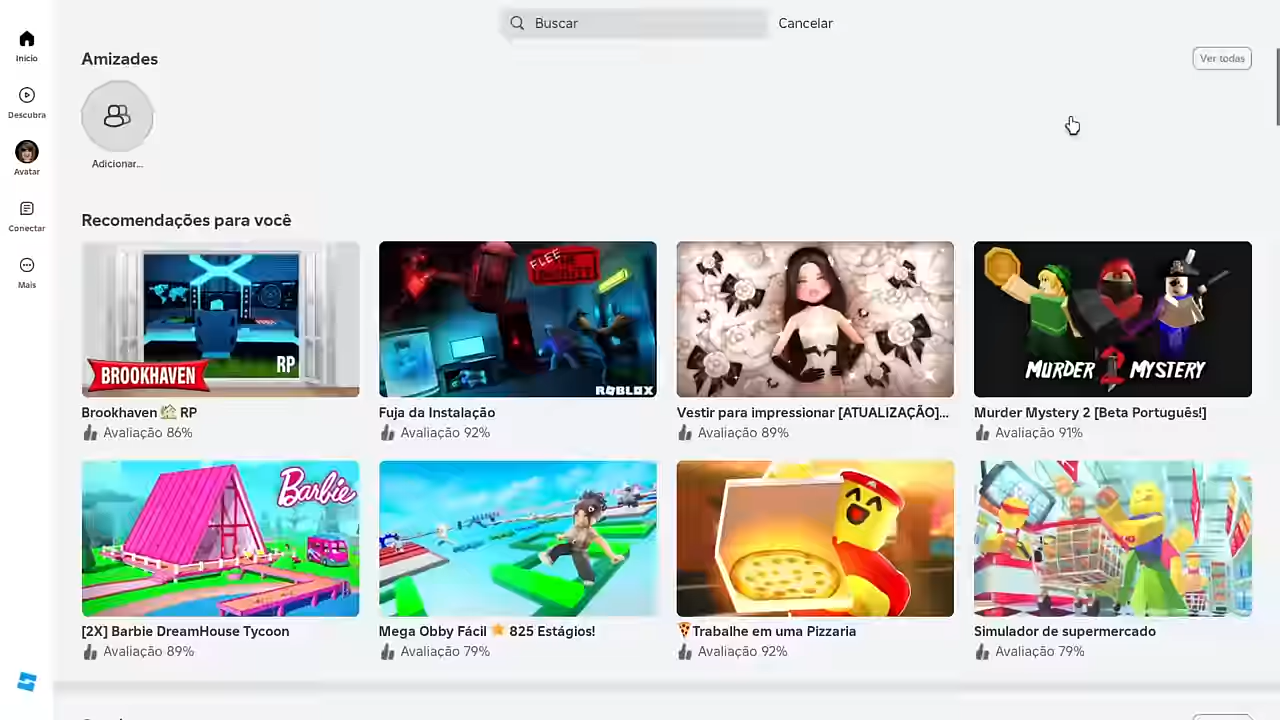 Buscar
Cancelar
Início
Descubra
Avatar
Conectar
Mais
Amizades
Ver todas
Adicionar...
Recomendações para você
BROOKHAVEN
RP
FLEE THE
ROBLOX
MURDER 2 MYSTERY
Brookhaven 🏡 RP
Fuja da Instalação
Vestir para impressionar [ATUALIZAÇÃO]...
Murder Mystery 2 [Beta Português!]
Avaliação 86%
Avaliação 92%
Avaliação 89%
Avaliação 91%
Barbie
[2X] Barbie DreamHouse Tycoon
Mega Obby Fácil ⭐ 825 Estágios!
🍕Trabalhe em uma Pizzaria
Simulador de supermercado
Avaliação 89%
Avaliação 79%
Avaliação 92%
Avaliação 79%